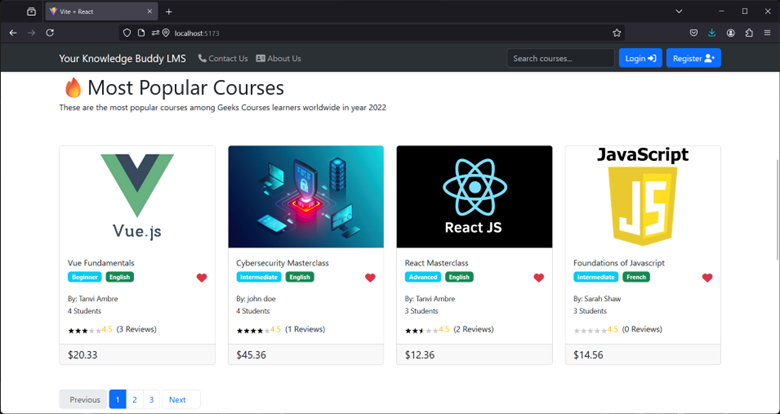 Vite + React
localhost:5173
Your Knowledge Buddy LMS Contact Us About Us Search courses... Login Register
Most Popular Courses
These are the most popular courses among Geeks Courses learners worldwide in year 2022
Vue.js
Vue Fundamentals
Beginner English
By: Tanvi Ambre
4 Students
4.5 (3 Reviews)
$20.33
Cybersecurity Masterclass
Intermediate English
By: john doe
4 Students
4.5 (1 Reviews)
$45.36
React JS
React Masterclass
Advanced English
By: Tanvi Ambre
3 Students
4.5 (2 Reviews)
$12.36
JavaScript
JS
Foundations of Javascript
Intermediate French
By: Sarah Shaw
3 Students
4.5 (0 Reviews)
$14.56
Previous 1 2 3 Next